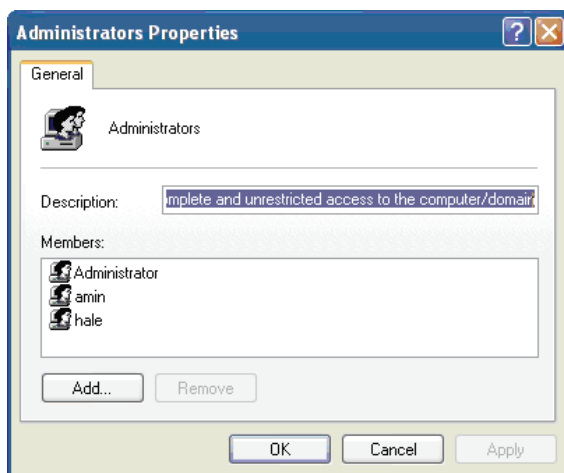 Administrators Properties
General
Administrators
Description: mplete and unrestricted access to the computer/domain
Members:
Administrator
amin
hale
Add... Remove
OK Cancel Apply